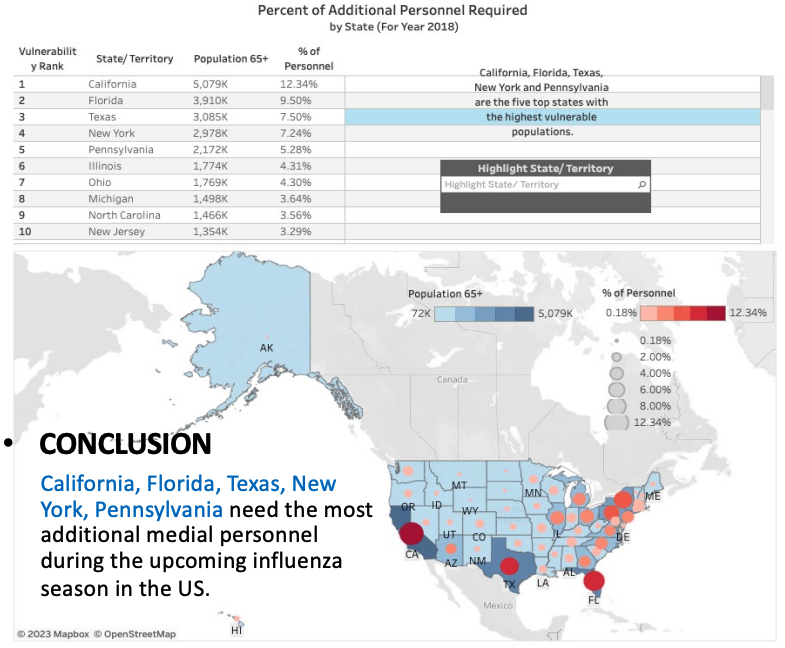 Percent of Additional Personnel Required
by State (For Year 2018)
Vulnerabilit
y Rank
State/ Territory
Population 65+
% of
Personnel
1 California 5,079K 12.34%
2 Florida 3,910K 9.50%
3 Texas 3,085K 7.50%
4 New York 2,978K 7.24%
5 Pennsylvania 2,172K 5.28%
6 Illinois 1,774K 4.31%
7 Ohio 1,769K 4.30%
8 Michigan 1,498K 3.64%
9 North Carolina 1,466K 3.56%
10 New Jersey 1,354K 3.29%
California, Florida, Texas,
New York and Pennsylvania
are the five top states with
the highest vulnerable
populations.
Highlight State/ Territory
Highlight State/ Territory
Population 65+
72K 5,079K
% of Personnel
0.18% 12.34%
0.18%
2.00%
4.00%
6.00%
8.00%
12.34%
AK
Canada
• CONCLUSION
California, Florida, Texas, New
York, Pennsylvania need the most
additional medial personnel
during the upcoming influenza
season in the US.
MT
MN
ME
OR
ID
WY
IL
DE
UT
CO
CA
AZ
NM
TX
LA
AL
FL
Mexico
HI
© 2023 Mapbox © OpenStreetMap